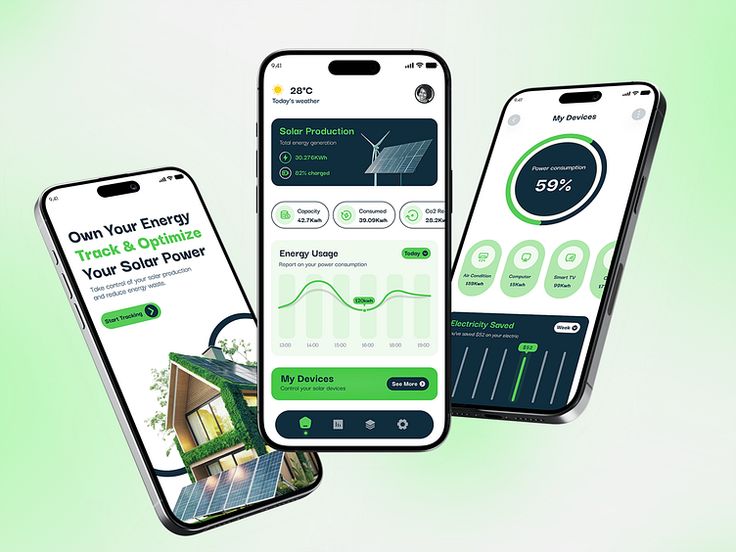 9:41
Own Your Energy
Track & Optimize
Your Solar Power
Take control of your solar production
and reduce energy waste.
Start Tracking
9:41
28°C
Today's weather
Solar Production
Total energy generation
30.276KWh
82% charged
Capacity
42.7Kwh
Consumed
39.09Kwh
Co2 Re
28.2K
Energy Usage
Today
Report on your power consumption
120kwh
13:00 14:00 15:00 16:00 18:00 19:00
My Devices
Control your solar devices
See More
9:41
My Devices
Power consumption
59%
Air Condition
159Kwh
Computer
15Kwh
Smart TV
99Kwh
Electricity Saved
Week
You've saved $52 on your electric
$52